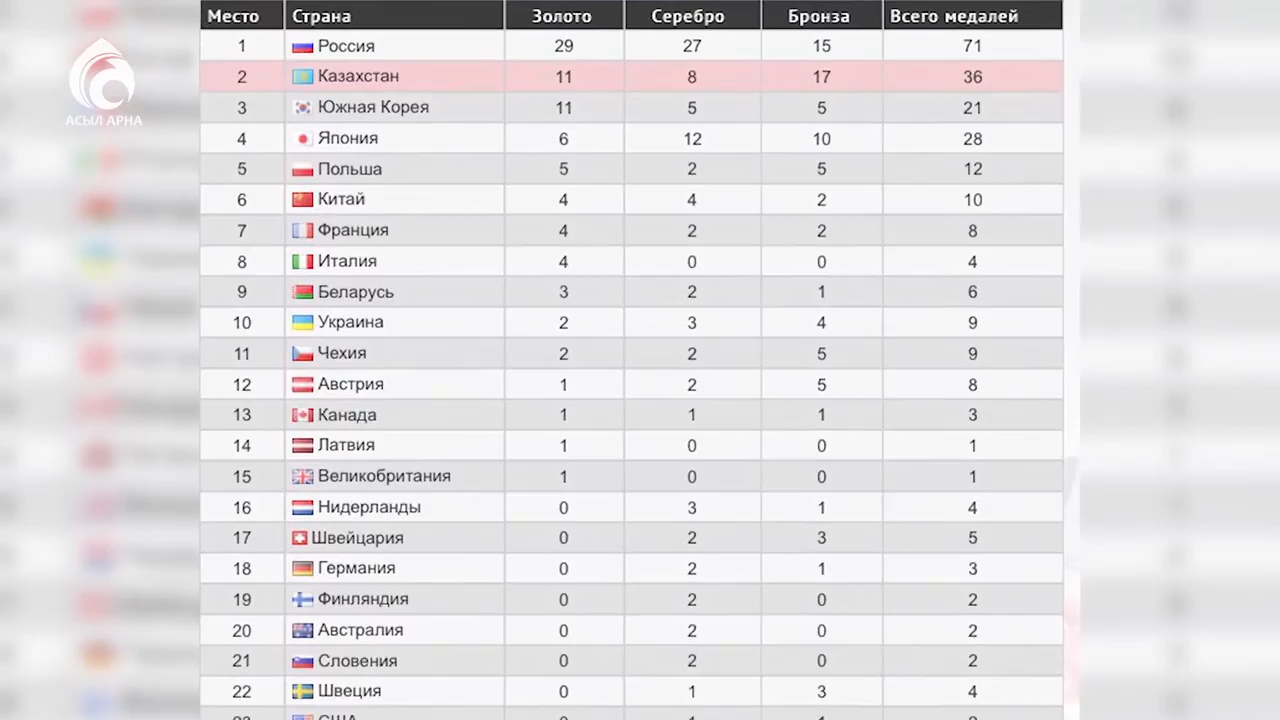 Место Страна Золото Серебро Бронза Всего медалей
1 Россия 29 27 15 71
2 Казахстан 11 8 17 36
3 Южная Корея 11 5 5 21
4 Япония 6 12 10 28
5 Польша 5 2 5 12
6 Китай 4 4 2 10
7 Франция 4 2 2 8
8 Италия 4 0 0 4
9 Беларусь 3 2 1 6
10 Украина 2 3 4 9
11 Чехия 2 2 5 9
12 Австрия 1 2 5 8
13 Канада 1 1 1 3
14 Латвия 1 0 0 1
15 Великобритания 1 0 0 1
16 Нидерланды 0 3 1 4
17 Швейцария 0 2 3 5
18 Германия 0 2 1 3
19 Финляндия 0 2 0 2
20 Австралия 0 2 0 2
21 Словения 0 2 0 2
22 Швеция 0 1 3 4
США
АСЫЛ АРНА